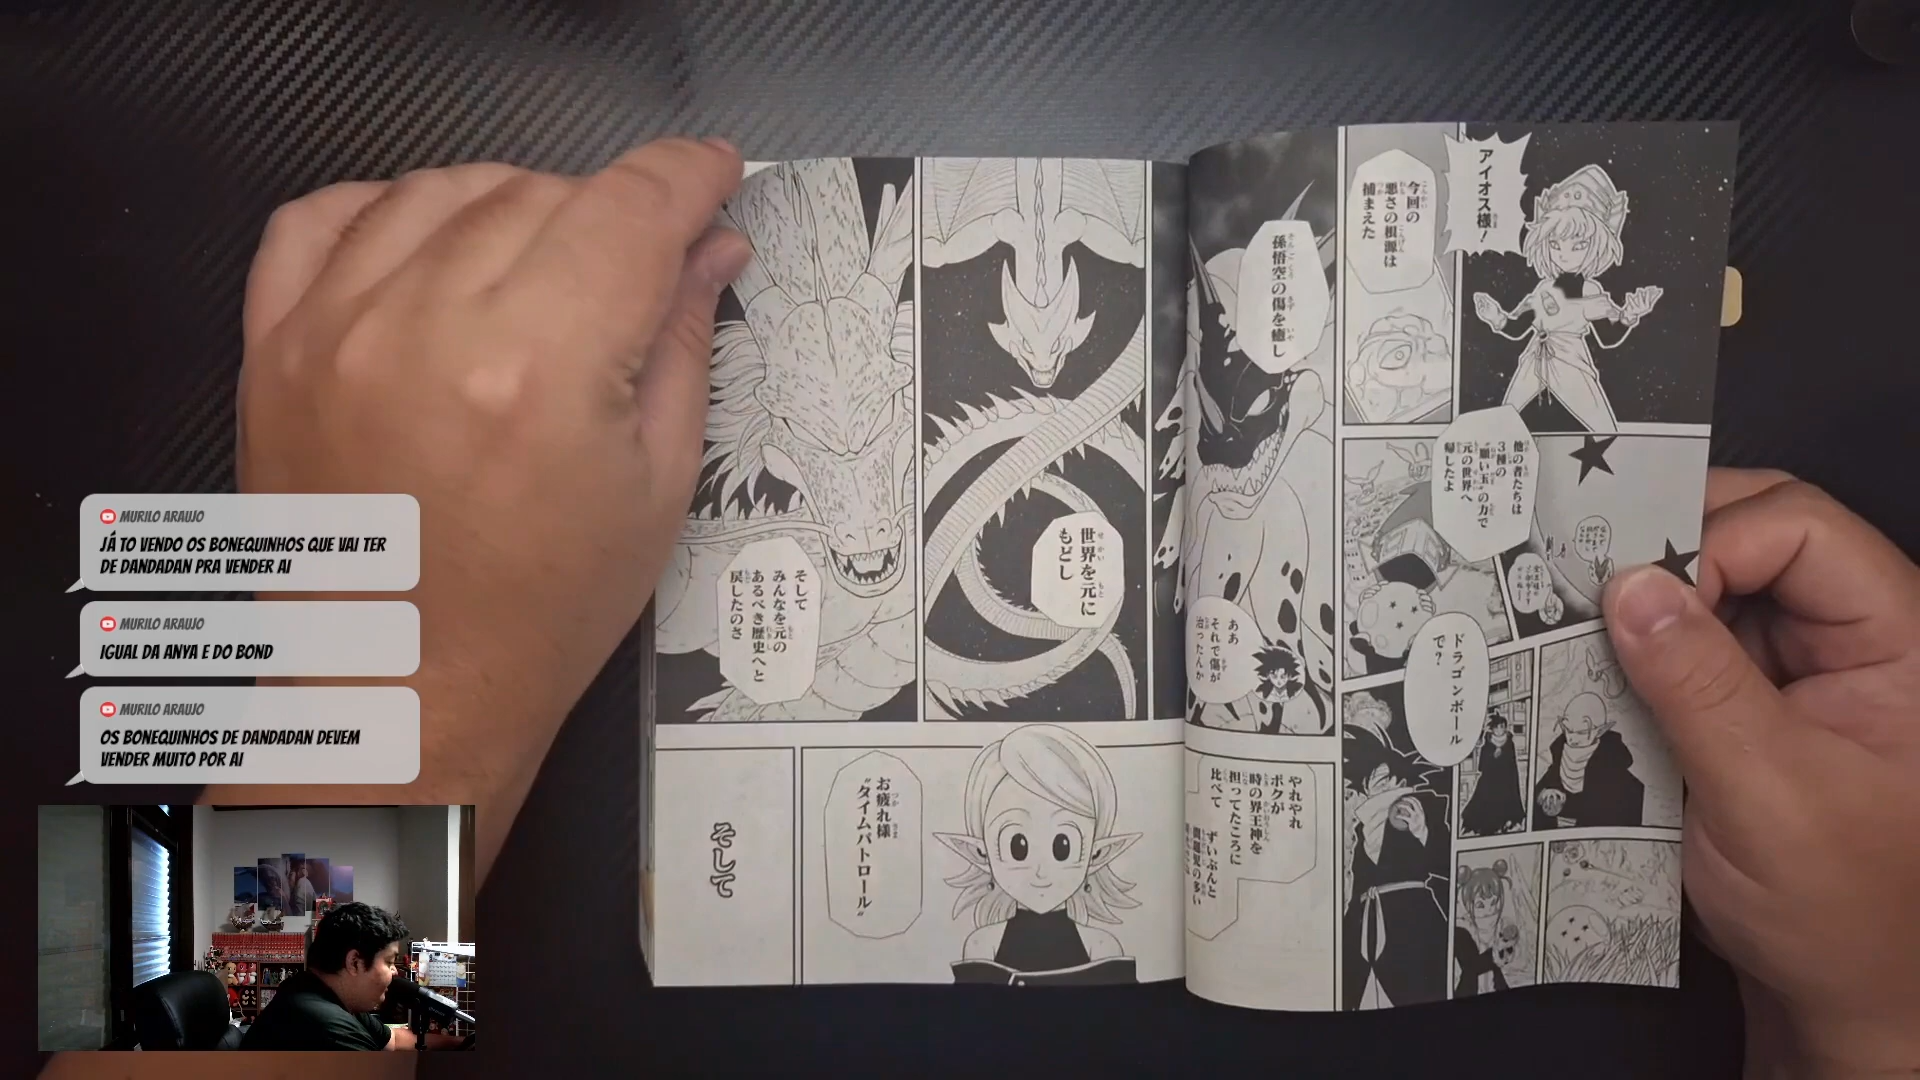 MURILO ARAUJO
JÁ TO VENDO OS BONEQUINHOS QUE VAI TER
DE DANDADAN PRA VENDER AI
MURILO ARAUJO
IGUAL DA ANYA E DO BOND
MURILO ARAUJO
OS BONEQUINHOS DE DANDADAN DEVEM
VENDER MUITO POR AI
アイオス様！
今回の
悪さの根源は
捕まえた
他の者たちは
3種の
“願い玉”の力で
元の世界へ
帰したよ
ドラゴンボール
で？
孫悟空の傷を癒し
ああ
それで傷が
治ったんか
やれやれ
ボクが
時の界王神を
担ってたころに
比べて
ずいぶんと
問題児の多い
世界を元に
もどし
そして
みんなを元の
あるべき歴史へと
戻したのさ
お疲れ様
“タイムパトロール”
そして